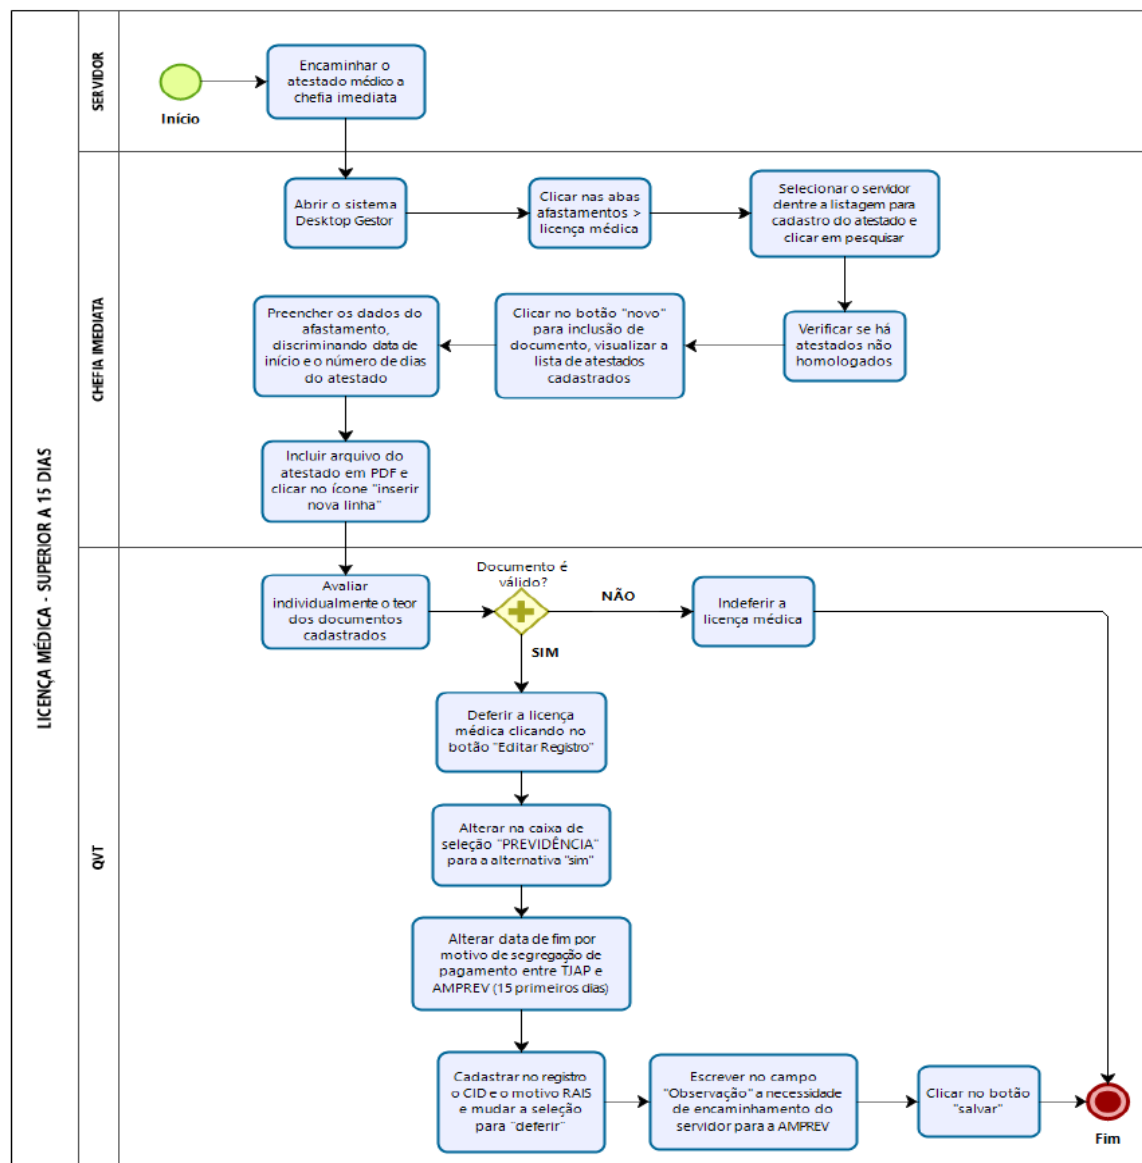 LICENÇA MÉDICA - SUPERIOR A 15 DIAS
SERVIDOR
Início
Encaminhar o
atestado médico a
chefia imediata
CHEFIA IMEDIATA
Abrir o sistema
Desktop Gestor
Clicar nas abas
afastamentos >
licença médica
Selecionar o servidor
dentre a listagem para
cadastro do atestado e
clicar em pesquisar
Verificar se há
atestados não
homologados
Clicar no botão "novo"
para inclusão de
documento, visualizar a
lista de atestados
cadastrados
Preencher os dados do
afastamento,
discriminando data de
início e o número de dias
do atestado
Incluir arquivo do
atestado em PDF e
clicar no ícone "inserir
nova linha"
QVT
Avaliar
individualmente o teor
dos documentos
cadastrados
Documento é
válido?
NÃO
Indeferir a
licença médica
SIM
Deferir a licença
médica clicando no
botão "Editar Registro"
Alterar na caixa de
seleção "PREVIDÊNCIA"
para a alternativa "sim"
Alterar data de fim por
motivo de segregação de
pagamento entre TJAP e
AMPREV (15 primeiros dias)
Cadastrar no registro
o CID e o motivo RAIS
e mudar a seleção
para "deferir"
Escrever no campo
"Observação" a necessidade
de encaminhamento do
servidor para a AMPREV
Clicar no botão
"salvar"
Fim